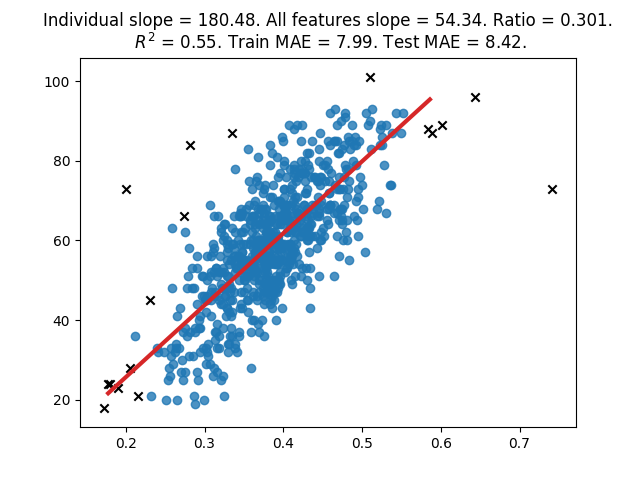 Individual slope = 180.48. All features slope = 54.34. Ratio = 0.301.
R² = 0.55. Train MAE = 7.99. Test MAE = 8.42.
100
80
60
40
20
0.2 0.3 0.4 0.5 0.6 0.7